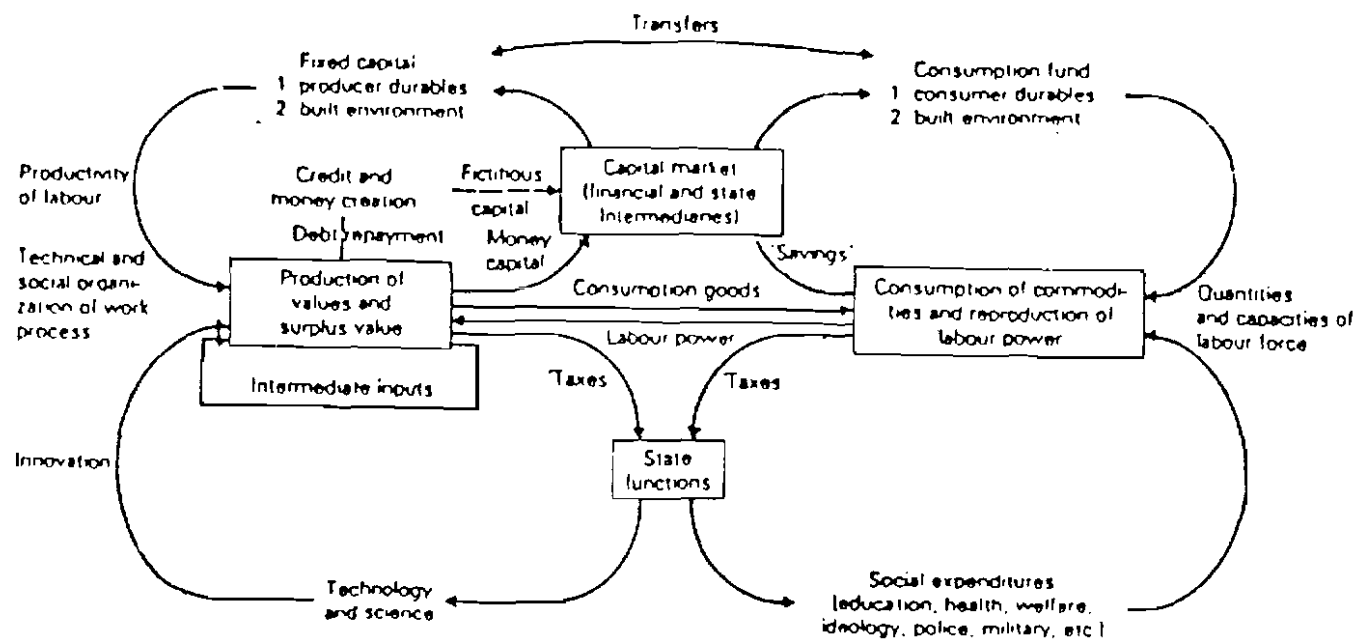 Transfers
Fixed capital
1 producer durables
2 built environment
Consumption fund
1 consumer durables
2 built environment
Productivity
of labour
Credit and
money creation
Debt repayment
Fictitious
capital
Money
capital
Capital market
(financial and state
Intermediaries)
'Savings'
Technical and
social organi-
zation of work
process
Production of
values and
surplus value
Consumption goods
Labour power
Consumption of commodi-
ties and reproduction of
labour power
Quantities
and capacities of
labour force
Intermediate inputs
Taxes
Taxes
Innovation
State
functions
Technology
and science
Social expenditures
(education, health, welfare,
ideology, police, military, etc)